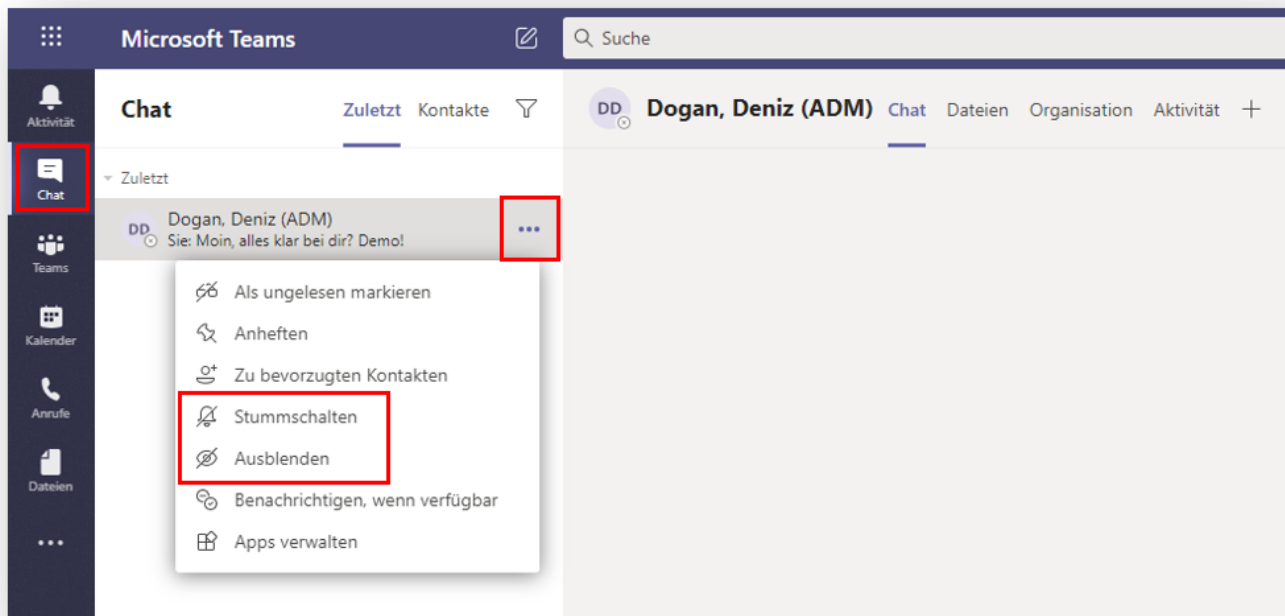 Microsoft Teams
Suche
Aktivität
Chat
Teams
Kalender
Anrufe
Dateien
Chat
Zuletzt
Kontakte
Zuletzt
DD
Dogan, Deniz (ADM)
Sie: Moin, alles klar bei dir? Demo!
Als ungelesen markieren
Anheften
Zu bevorzugten Kontakten
Stummschalten
Ausblenden
Benachrichtigen, wenn verfügbar
Apps verwalten
DD
Dogan, Deniz (ADM)
Chat
Dateien
Organisation
Aktivität